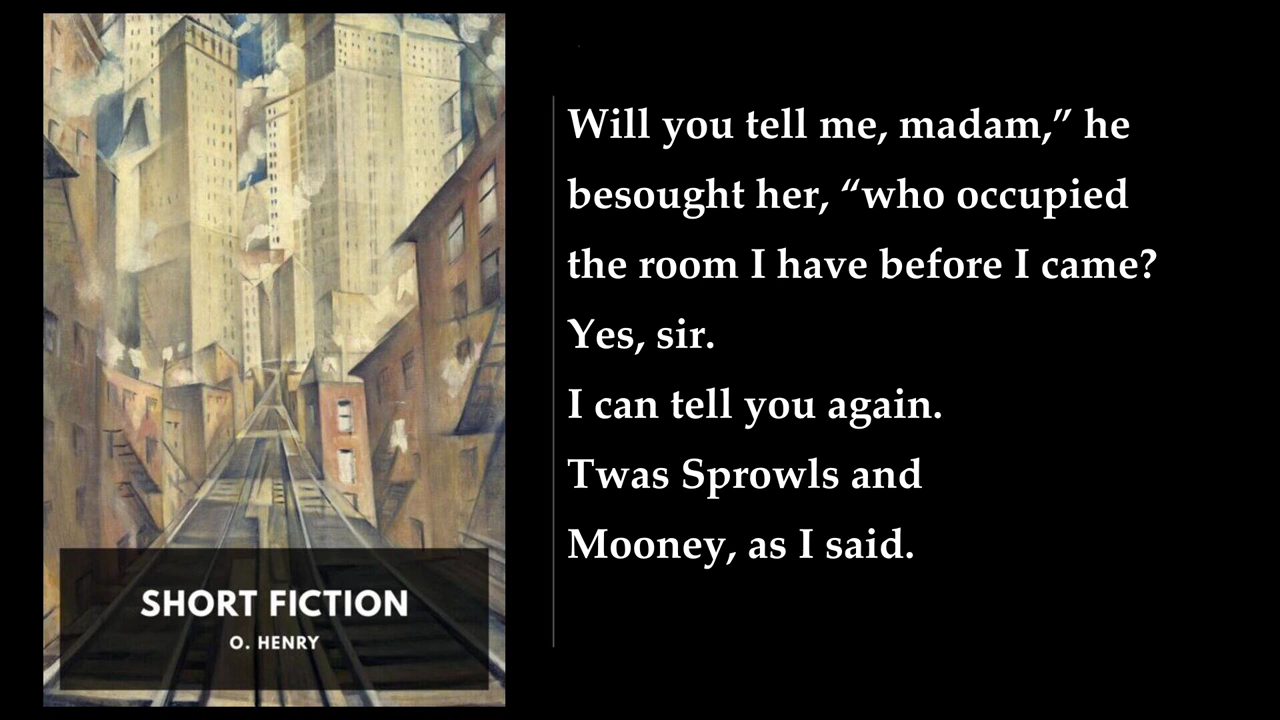 SHORT FICTION
O. HENRY
Will you tell me, madam,” he
besought her, “who occupied
the room I have before I came?
Yes, sir.
I can tell you again.
Twas Sprowls and
Mooney, as I said.